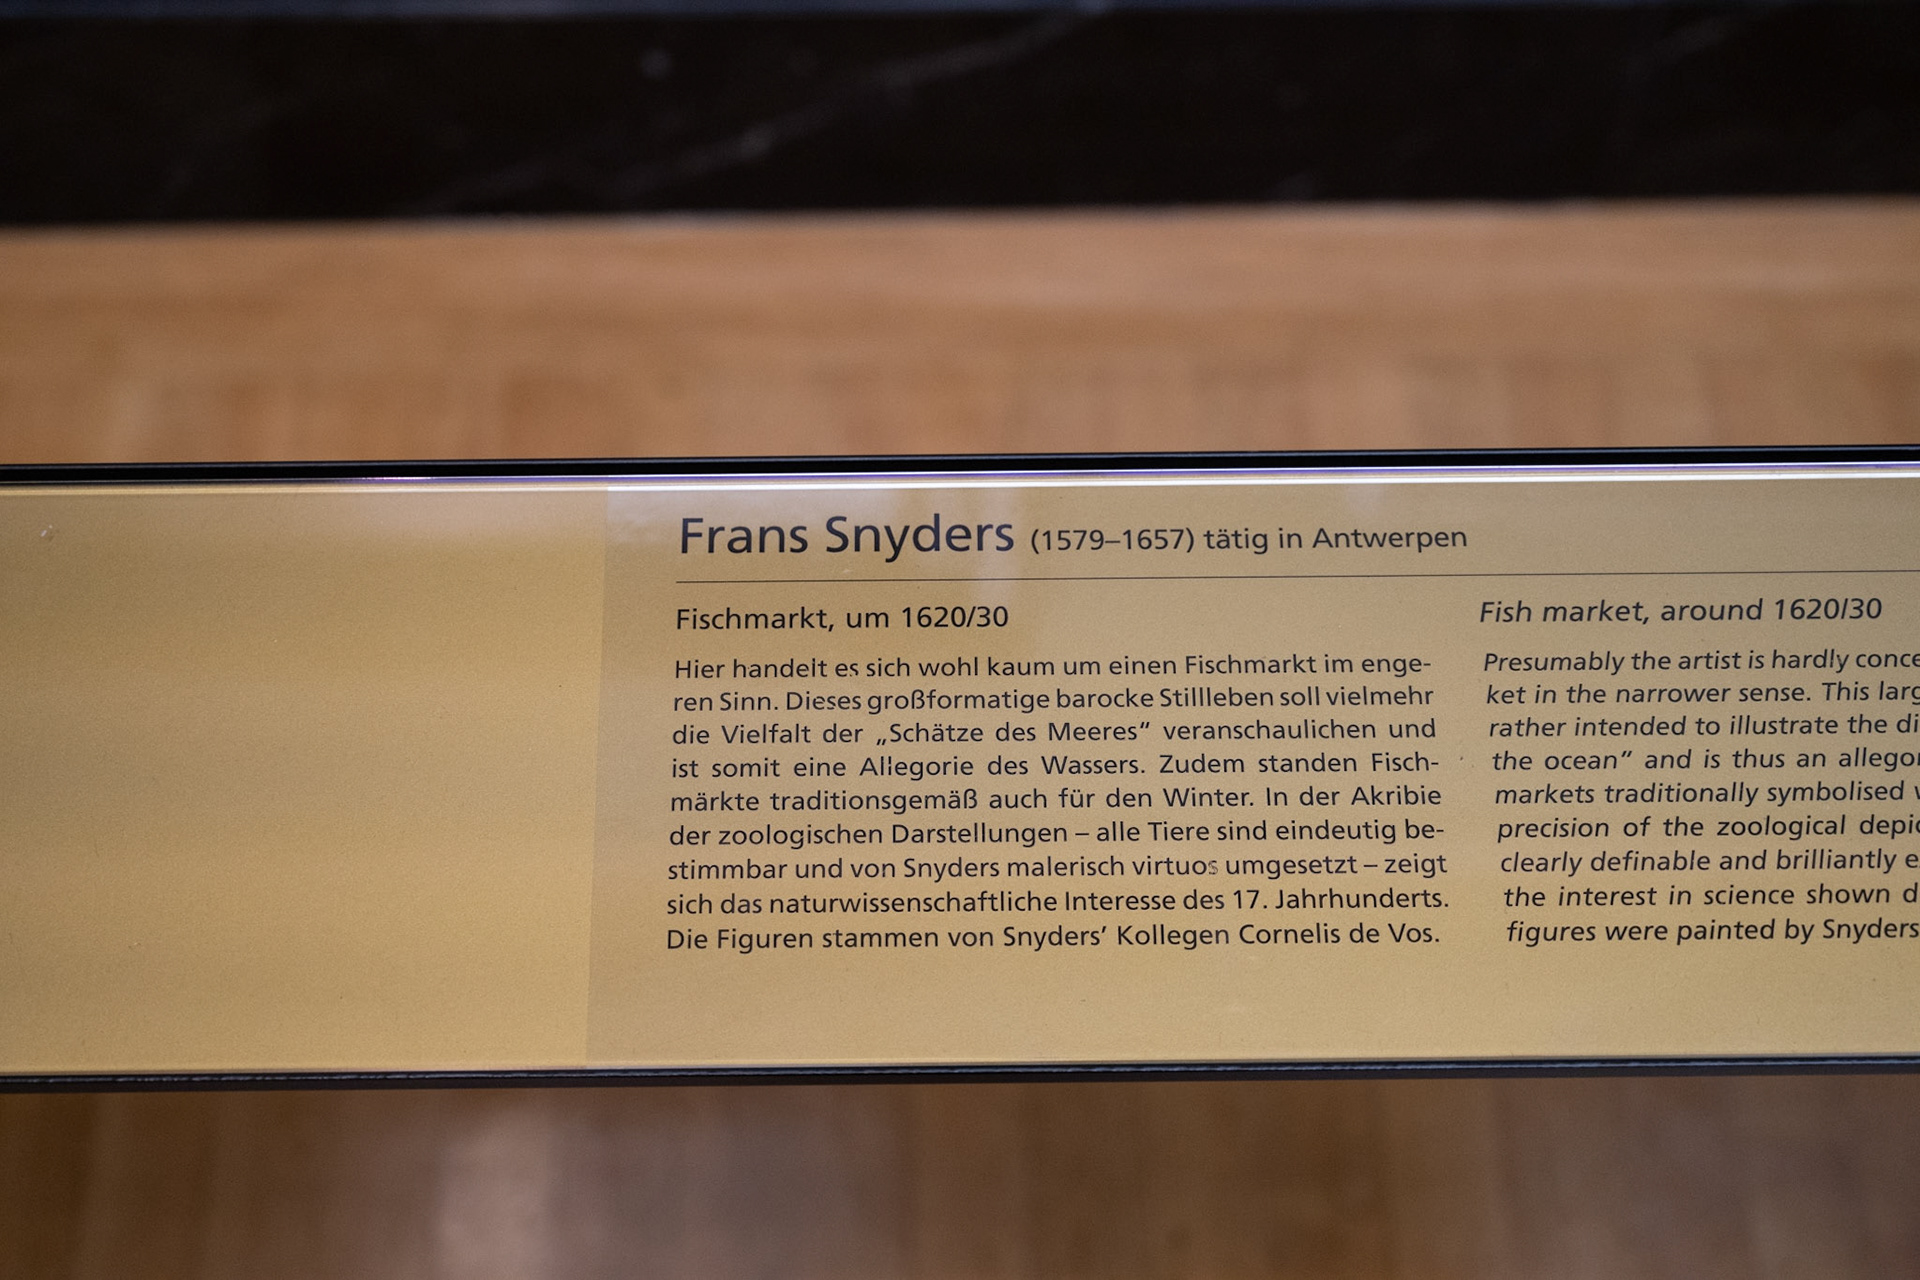 Frans Snyders (1579–1657) tätig in Antwerpen
Fischmarkt, um 1620/30
Hier handelt es sich wohl kaum um einen Fischmarkt im enge-
ren Sinn. Dieses großformatige barocke Stillleben soll vielmehr
die Vielfalt der „Schätze des Meeres“ veranschaulichen und
ist somit eine Allegorie des Wassers. Zudem standen Fisch-
märkte traditionsgemäß auch für den Winter. In der Akribie
der zoologischen Darstellungen – alle Tiere sind eindeutig be-
stimmbar und von Snyders malerisch virtuos umgesetzt – zeigt
sich das naturwissenschaftliche Interesse des 17. Jahrhunderts.
Die Figuren stammen von Snyders’ Kollegen Cornelis de Vos.
Fish market, around 1620/30
Presumably the artist is hardly conce
ket in the narrower sense. This larg
rather intended to illustrate the di
the ocean” and is thus an allegor
markets traditionally symbolised
precision of the zoological depic
clearly definable and brilliantly e
the interest in science shown d
figures were painted by Snyders